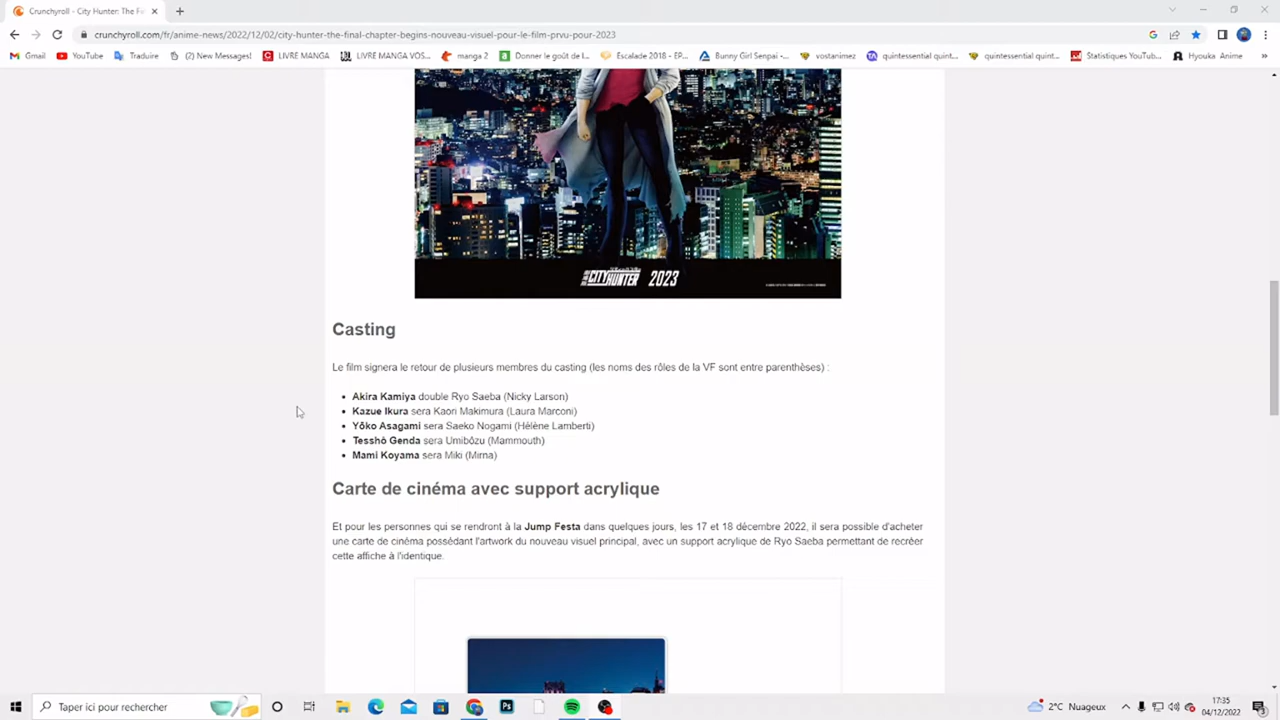 Crunchyroll - City Hunter: The Fi
crunchyroll.com/fr/anime-news/2022/12/02/city-hunter-the-final-chapter-begins-nouveau-visuel-pour-le-film-prvu-pour-2023
Gmail YouTube Traduire (2) New Messages! LIVRE MANGA LIVRE MANGA VOS... manga 2 Donner le goût de l... Escalade 2018 - EP... Bunny Girl Senpai -... vostanimez quintessential quint... quintessential quint... Statistiques YouTub... Hyouka Anime »
CITY HUNTER 2023
Casting
Le film signera le retour de plusieurs membres du casting (les noms des rôles de la VF sont entre parenthèses) :
• Akira Kamiya double Ryo Saeba (Nicky Larson)
• Kazue Ikura sera Kaori Makimura (Laura Marconi)
• Yōko Asagami sera Saeko Nogami (Hélène Lamberti)
• Tesshō Genda sera Umibôzu (Mammouth)
• Mami Koyama sera Miki (Mirna)
Carte de cinéma avec support acrylique
Et pour les personnes qui se rendront à la Jump Festa dans quelques jours, les 17 et 18 décembre 2022, il sera possible d'acheter
une carte de cinéma possédant l'artwork du nouveau visuel principal, avec un support acrylique de Ryo Saeba permettant de recréer
cette affiche à l'identique.
Taper ici pour rechercher
2°C Nuageux
17:35
04/12/2022